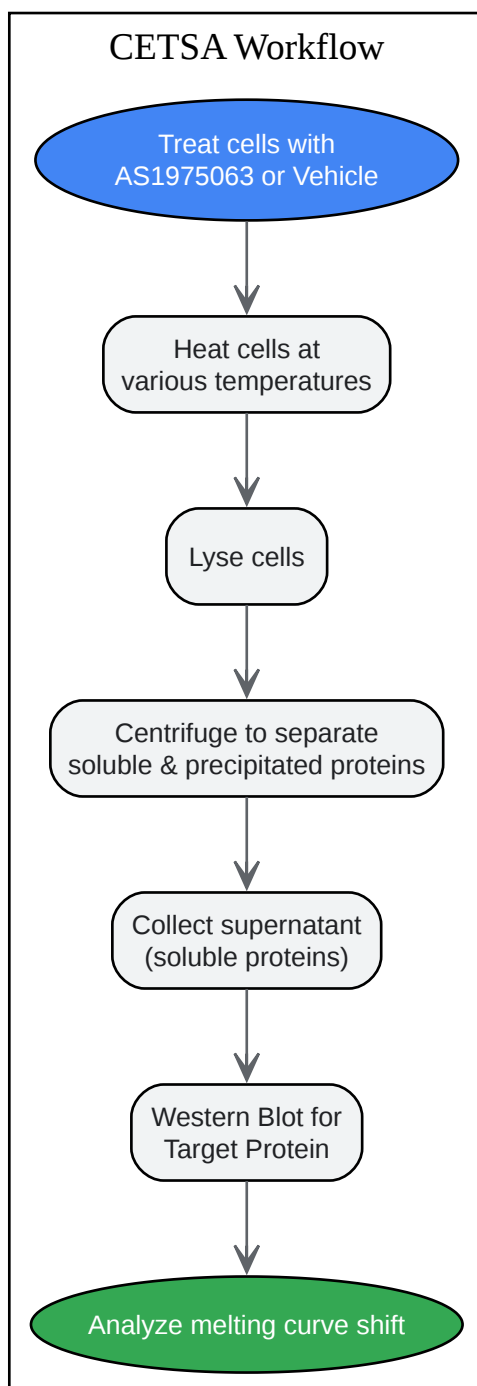 CETSA Workflow
Treat cells with
AS1975063 or Vehicle
Heat cells at
various temperatures
Lyse cells
Centrifuge to separate
soluble & precipitated proteins
Collect supernatant
(soluble proteins)
Western Blot for
Target Protein
Analyze melting curve shift